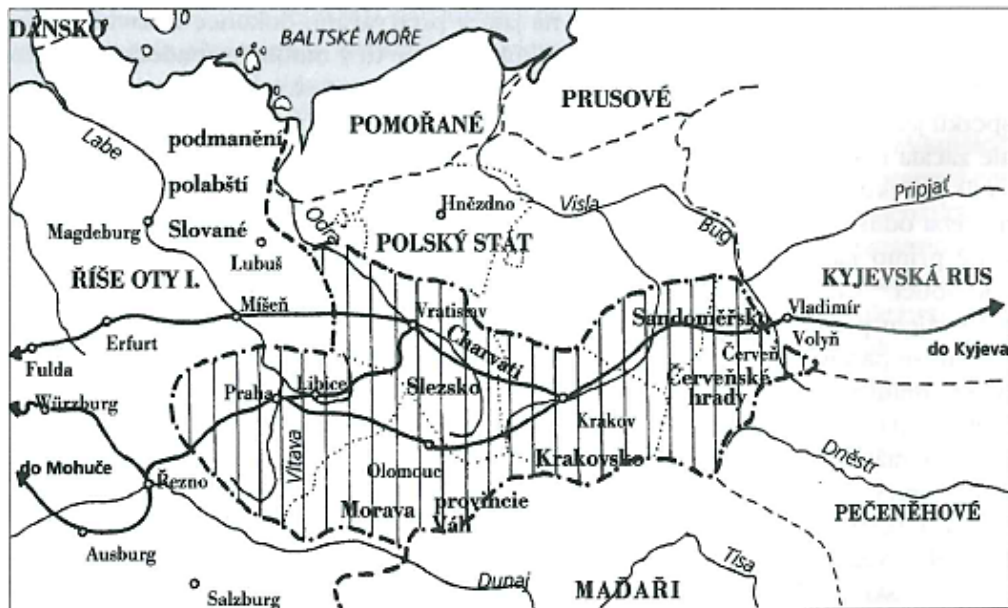 DÁNSKO
BALTSKÉ MOŘE
PRUSOVÉ
POMOŘANÉ
podmanění
polabští
Slované
Labe
Magdeburg
Lubuš
Odra
Hnězdno
Visla
Bug
Pripjať
POLSKÝ STÁT
ŘÍŠE OTY I.
KYJEVSKÁ RUS
Míšeň
Erfurt
Fulda
Vratislav
Charváti
Sandoměřsko
Vladimír
Volyň
Červeň
do Kyjeva
Würzburg
Praha
Libice
Slezsko
Krakov
Červeňské
hrady
Vltava
Olomouc
Krakovsko
do Mohuče
Řezno
Morava
provincie
Váh
Dněstr
PEČENĚHOVÉ
Ausburg
Salzburg
Dunaj
MAĎAŘI
Tisa